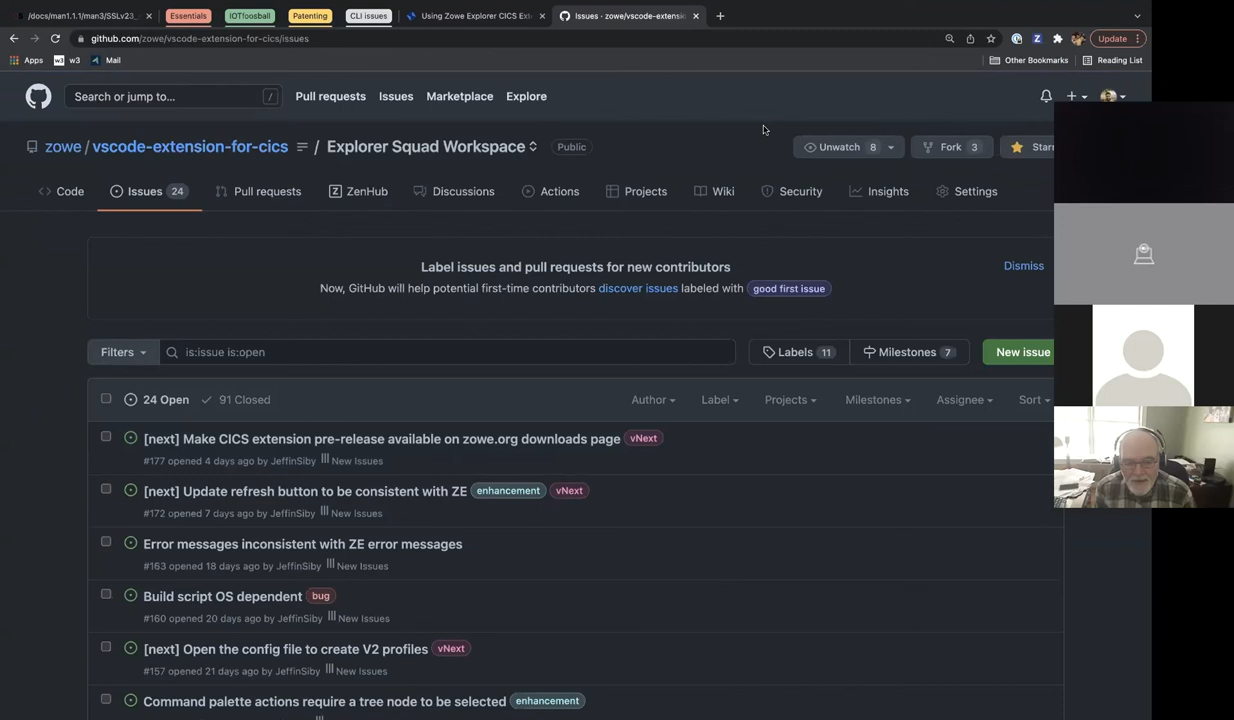 /docs/man1.1.1/man3/SSLv23_
Essentials
IOTfoosball
Patenting
CLI issues
Using Zowe Explorer CICS Ext
Issues · zowe/vscode-extensio
github.com/zowe/vscode-extension-for-cics/issues
Update
Apps
w3
w3
Mail
Other Bookmarks
Reading List
Search or jump to...
/
Pull requests
Issues
Marketplace
Explore
zowe / vscode-extension-for-cics / Explorer Squad Workspace
Public
Unwatch 8
Fork 3
Starr
Code
Issues 24
Pull requests
ZenHub
Discussions
Actions
Projects
Wiki
Security
Insights
Settings
Label issues and pull requests for new contributors
Dismiss
Now, GitHub will help potential first-time contributors discover issues labeled with good first issue
Filters
is:issue is:open
Labels 11
Milestones 7
New issue
24 Open
91 Closed
Author
Label
Projects
Milestones
Assignee
Sort
[next] Make CICS extension pre-release available on zowe.org downloads page vNext
#177 opened 4 days ago by JeffinSiby New Issues
[next] Update refresh button to be consistent with ZE enhancement vNext
#172 opened 7 days ago by JeffinSiby New Issues
Error messages inconsistent with ZE error messages
#163 opened 18 days ago by JeffinSiby New Issues
Build script OS dependent bug
#160 opened 20 days ago by JeffinSiby New Issues
[next] Open the config file to create V2 profiles vNext
#157 opened 21 days ago by JeffinSiby New Issues
Command palette actions require a tree node to be selected enhancement